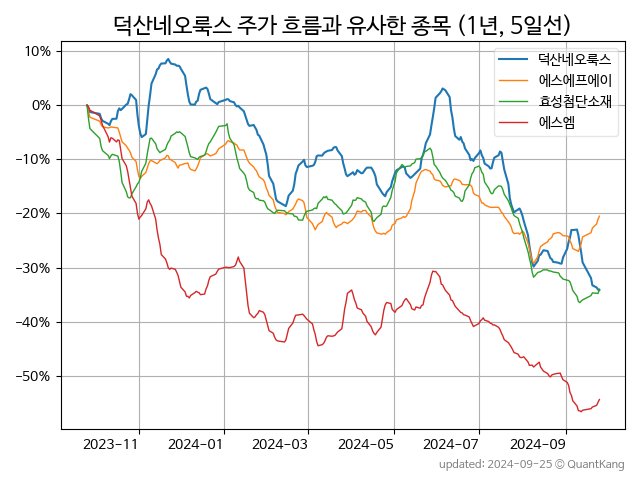 덕산네오룩스 주가 흐름과 유사한 종목 (1년, 5일선)
10%
0%
−10%
−20%
−30%
−40%
−50%
덕산네오룩스
에스에프에이
효성첨단소재
에스엠
2023−11
2024−01
2024−03
2024−05
2024−07
2024−09
updated: 2024-09-25 © QuantKang